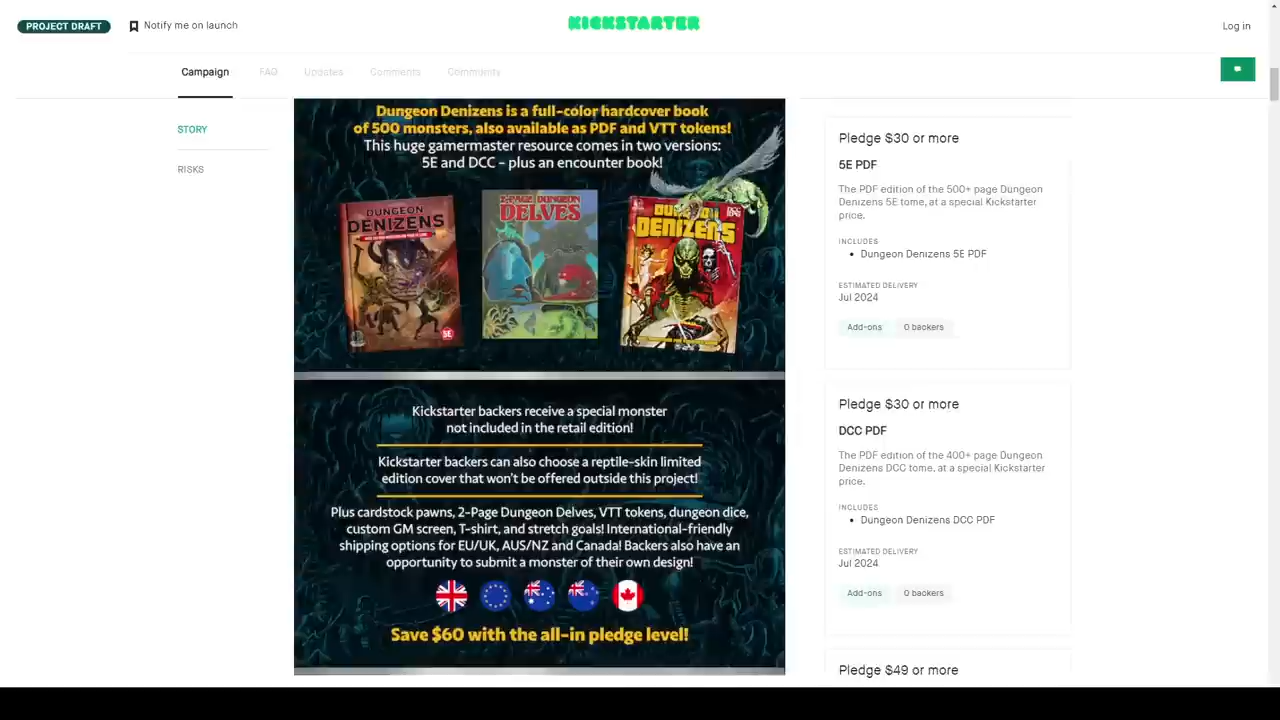 PROJECT DRAFT
Notify me on launch
KICKSTARTER
Log in
Campaign
FAQ
Updates
Comments
Community
STORY
RISKS
Dungeon Denizens is a full-color hardcover book
of 500 monsters, also available as PDF and VTT tokens!
This huge gamermaster resource comes in two versions:
5E and DCC – plus an encounter book!
DUNGEON
DENIZENS
5E
2-PAGE DUNGEON
DELVES
DUNGEON
DENIZENS
Kickstarter backers receive a special monster
not included in the retail edition!
Kickstarter backers can also choose a reptile-skin limited
edition cover that won't be offered outside this project!
Plus cardstock pawns, 2-Page Dungeon Delves, VTT tokens, dungeon dice,
custom GM screen, T-shirt, and stretch goals! International-friendly
shipping options for EU/UK, AUS/NZ and Canada! Backers also have an
opportunity to submit a monster of their own design!
Save $60 with the all-in pledge level!
Pledge $30 or more
5E PDF
The PDF edition of the 500+ page Dungeon
Denizens 5E tome, at a special Kickstarter
price.
INCLUDES
• Dungeon Denizens 5E PDF
ESTIMATED DELIVERY
Jul 2024
Add-ons
0 backers
Pledge $30 or more
DCC PDF
The PDF edition of the 400+ page Dungeon
Denizens DCC tome, at a special Kickstarter
price.
INCLUDES
• Dungeon Denizens DCC PDF
ESTIMATED DELIVERY
Jul 2024
Add-ons
0 backers
Pledge $49 or more